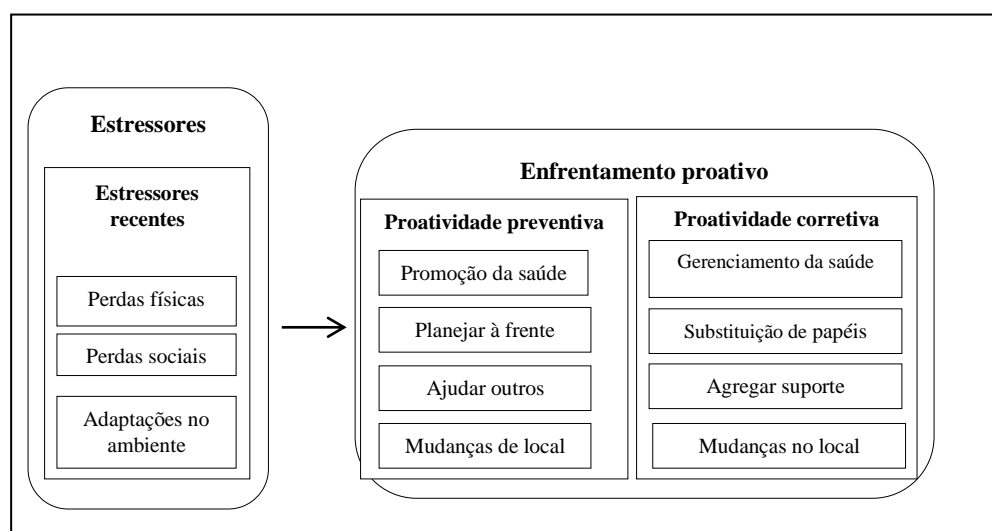 Estressores
Estressores
recentes
Perdas físicas
Perdas sociais
Adaptações no
ambiente
Enfrentamento proativo
Proatividade preventiva
Promoção da saúde
Planejar à frente
Ajudar outros
Mudanças de local
Proatividade corretiva
Gerenciamento da saúde
Substituição de papéis
Agregar suporte
Mudanças no local